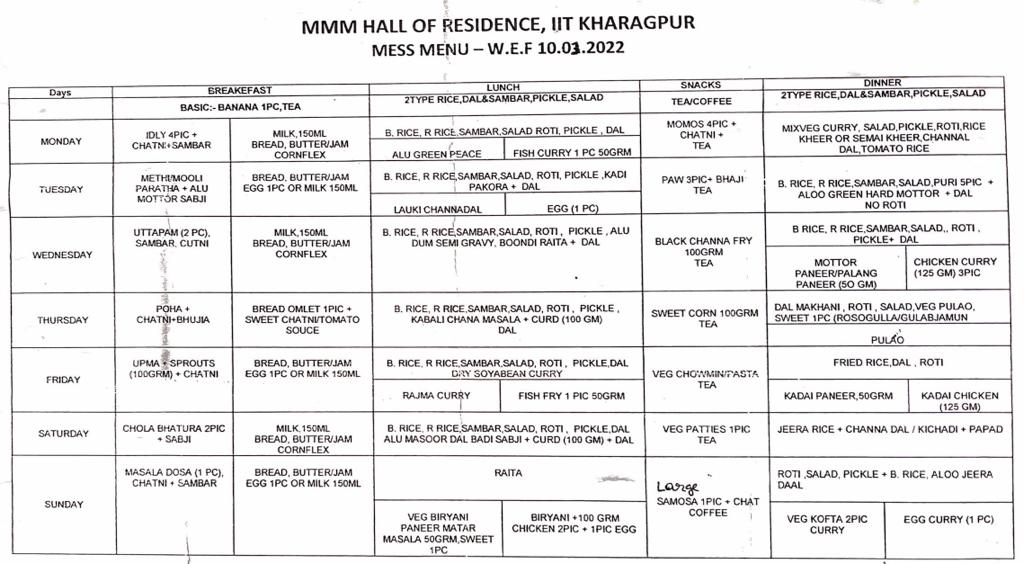 MMM HALL OF RESIDENCE, IIT KHARAGPUR
MESS MENU – W.E.F 10.03.2022
Days
BREAKEFAST
LUNCH
SNACKS
DINNER
BASIC:- BANANA 1PC,TEA
2TYPE RICE,DAL&SAMBAR,PICKLE,SALAD
TEA/COFFEE
2TYPE RICE,DAL&SAMBAR,PICKLE,SALAD
MONDAY
IDLY 4PIC +
CHATNI+SAMBAR
MILK,150ML
BREAD, BUTTER/JAM
CORNFLEX
B. RICE, R RICE,SAMBAR,SALAD ROTI, PICKLE , DAL
ALU GREEN PEACE
FISH CURRY 1 PC 50GRM
MOMOS 4PIC +
CHATNI +
TEA
MIXVEG CURRY, SALAD,PICKLE,ROTI,RICE
KHEER OR SEMAI KHEER,CHANNAL
DAL,TOMATO RICE
TUESDAY
METHI/MOOLI
PARATHA + ALU
MOTTOR SABJI
BREAD, BUTTER/JAM
EGG 1PC OR MILK 150ML
B. RICE, R RICE,SAMBAR,SALAD, ROTI, PICKLE ,KADI
PAKORA + DAL
LAUKI CHANNADAL
EGG (1 PC)
PAW 3PIC+ BHAJI
TEA
B. RICE, R RICE,SAMBAR,SALAD,PURI 5PIC +
ALOO GREEN HARD MOTTOR + DAL
NO ROTI
WEDNESDAY
UTTAPAM (2 PC),
SAMBAR, CUTNI
MILK,150ML
BREAD, BUTTER/JAM
CORNFLEX
B. RICE, R RICE,SAMBAR,SALAD, ROTI , PICKLE , ALU
DUM SEMI GRAVY, BOONDI RAITA + DAL
BLACK CHANNA FRY
100GRM
TEA
B RICE, R RICE,SAMBAR,SALAD,, ROTI ,
PICKLE+ DAL
MOTTOR
PANEER/PALANG
PANEER (5O GM)
CHICKEN CURRY
(125 GM) 3PIC
THURSDAY
POHA +
CHATNI+BHUJIA
BREAD OMLET 1PIC +
SWEET CHATNI/TOMATO
SOUCE
B. RICE, R RICE,SAMBAR,SALAD, ROTI , PICKLE ,
KABALI CHANA MASALA + CURD (100 GM)
DAL
SWEET CORN 100GRM
TEA
DAL MAKHANI , ROTI , SALAD,VEG PULAO,
SWEET 1PC (ROSOGULLA/GULABJAMUN
PULAO
FRIDAY
UPMA + SPROUTS
(100GRM) + CHATNI
BREAD, BUTTER/JAM
EGG 1PC OR MILK 150ML
B. RICE, R RICE,SAMBAR,SALAD, ROTI , PICKLE,DAL
DRY SOYABEAN CURRY
RAJMA CURRY
FISH FRY 1 PIC 50GRM
VEG CHOWMIN/PASTA
TEA
FRIED RICE,DAL , ROTI
KADAI PANEER,50GRM
KADAI CHICKEN
(125 GM)
SATURDAY
CHOLA BHATURA 2PIC
+ SABJI
MILK,150ML
BREAD, BUTTER/JAM
CORNFLEX
B. RICE, R RICE,SAMBAR,SALAD, ROTI , PICKLE,DAL
ALU MASOOR DAL BADI SABJI + CURD (100 GM) + DAL
VEG PATTIES 1PIC
TEA
JEERA RICE + CHANNA DAL / KICHADI + PAPAD
SUNDAY
MASALA DOSA (1 PC),
CHATNI + SAMBAR
BREAD, BUTTER/JAM
EGG 1PC OR MILK 150ML
RAITA
VEG BIRYANI
PANEER MATAR
MASALA 50GRM,SWEET
1PC
BIRYANI +100 GRM
CHICKEN 2PIC + 1PIC EGG
Large
SAMOSA 1PIC + CHAT
COFFEE
ROTI ,SALAD, PICKLE + B. RICE, ALOO JEERA
DAAL
VEG KOFTA 2PIC
CURRY
EGG CURRY (1 PC)